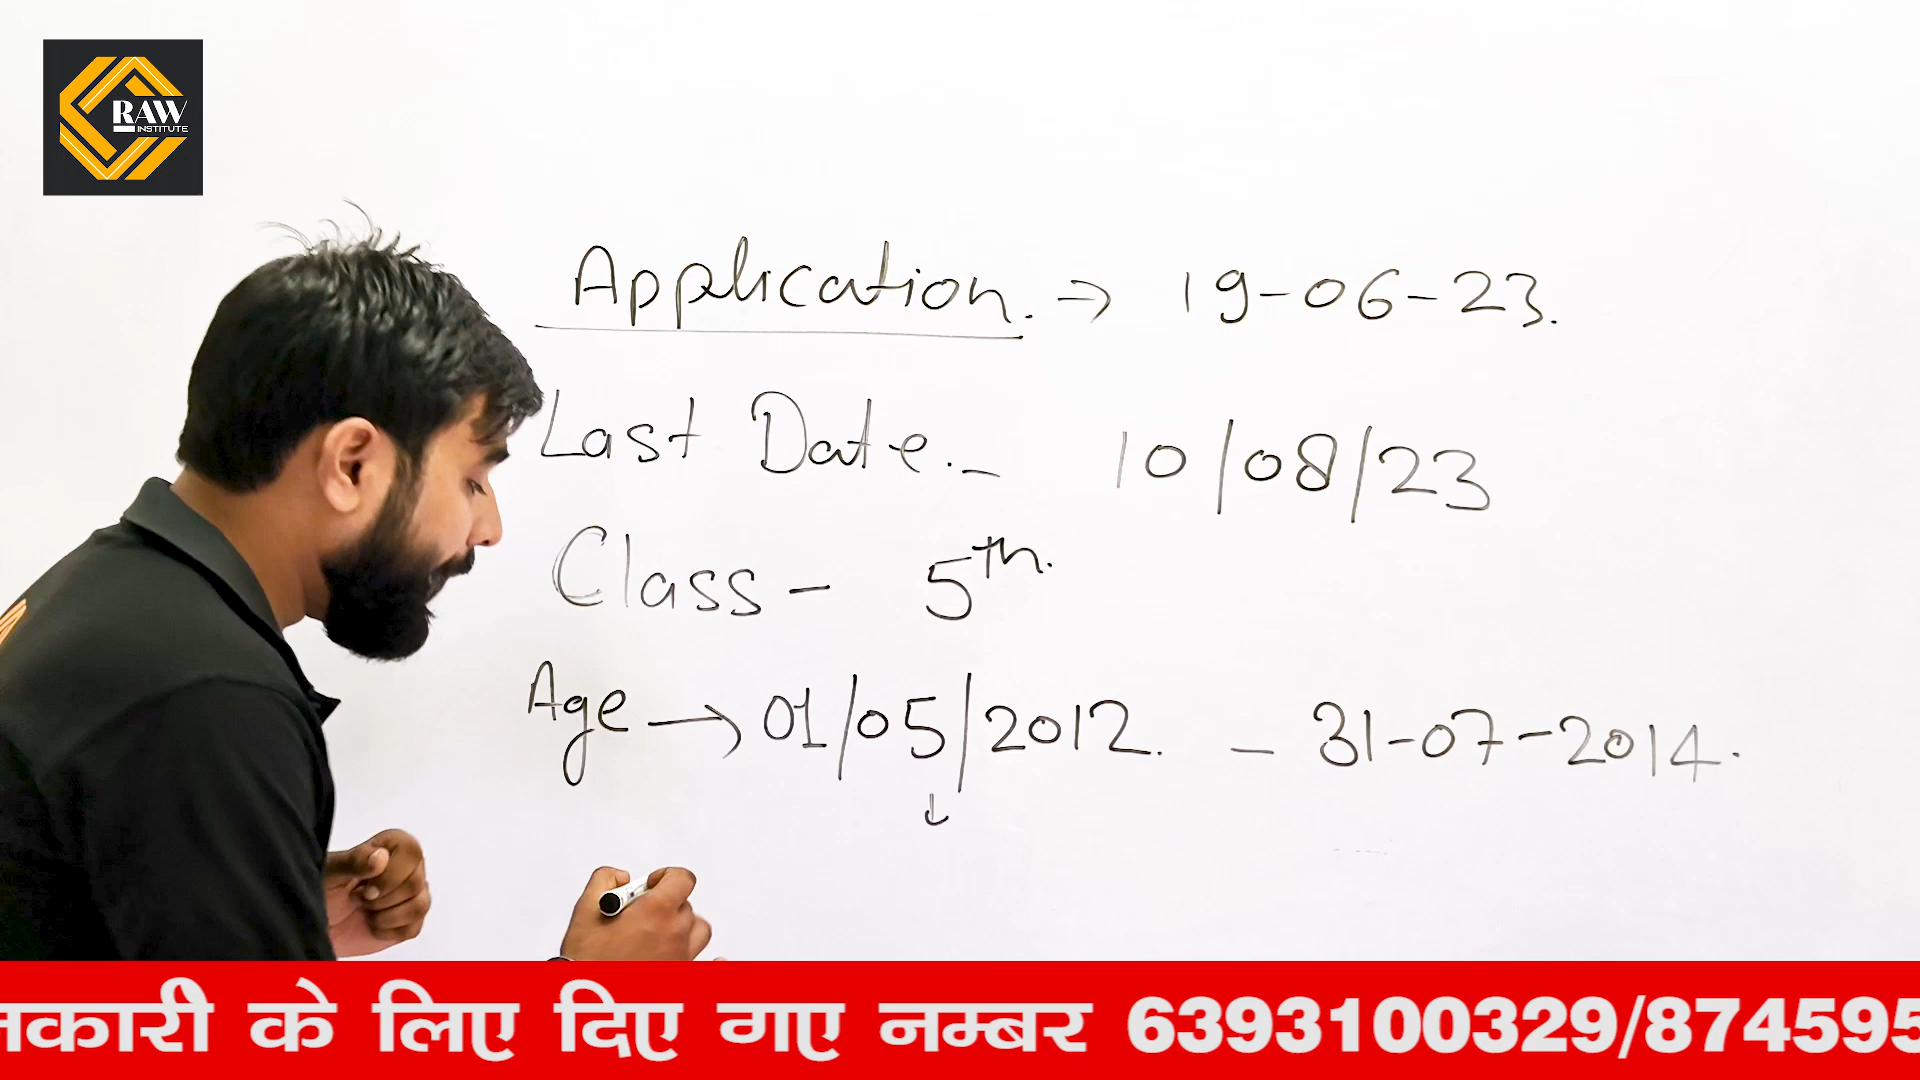 RAW
INSTITUTE
Application. → 19-06-23.
Last Date.- 10/08/23
Class - 5th.
Age → 01/05/2012. - 31-07-2014.
↓
के लिए दिए गए नम्बर 6393100329/874595